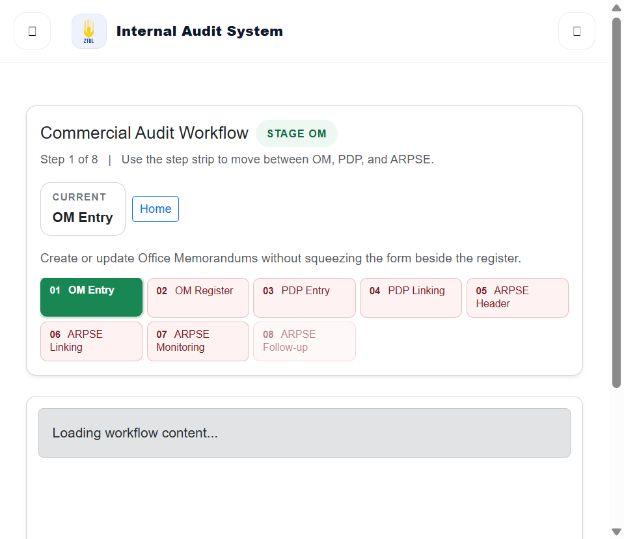 ZTBL
Internal Audit System
Commercial Audit Workflow STAGE OM
Step 1 of 8 | Use the step strip to move between OM, PDP, and ARPSE.
CURRENT
OM Entry
Home
Create or update Office Memorandums without squeezing the form beside the register.
01 OM Entry
02 OM Register
03 PDP Entry
04 PDP Linking
05 ARPSE
Header
06 ARPSE
Linking
07 ARPSE
Monitoring
08 ARPSE
Follow-up
Loading workflow content...